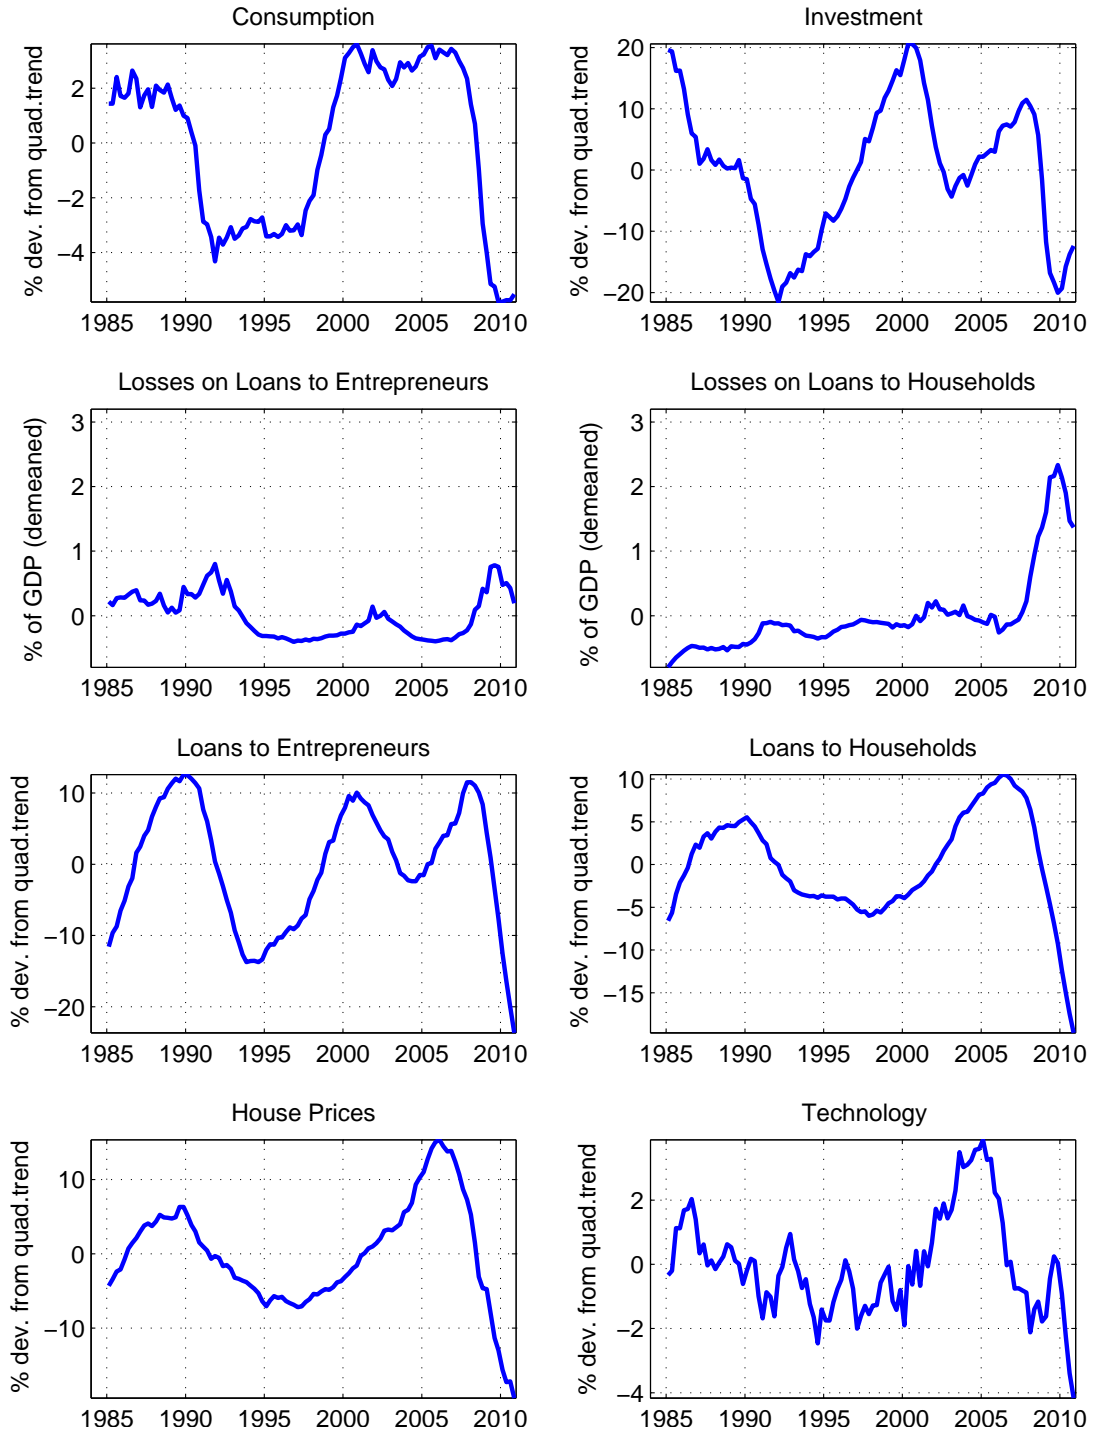 Consumption
% dev. from quad.trend
2
0
−2
−4
1985 1990 1995 2000 2005 2010
Investment
% dev. from quad.trend
20
10
0
−10
−20
1985 1990 1995 2000 2005 2010
Losses on Loans to Entrepreneurs
% of GDP (demeaned)
3
2
1
0
1985 1990 1995 2000 2005 2010
Losses on Loans to Households
% of GDP (demeaned)
3
2
1
0
1985 1990 1995 2000 2005 2010
Loans to Entrepreneurs
% dev. from quad.trend
10
0
−10
−20
1985 1990 1995 2000 2005 2010
Loans to Households
% dev. from quad.trend
10
5
0
−5
−10
−15
1985 1990 1995 2000 2005 2010
House Prices
% dev. from quad.trend
10
0
−10
1985 1990 1995 2000 2005 2010
Technology
% dev. from quad.trend
2
0
−2
−4
1985 1990 1995 2000 2005 2010